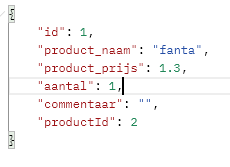 {
"id": 1,
"product_naam": "fanta",
"product_prijs": 1.3,
"aantal": 1,
"commentaar": "",
"productId": 2
}